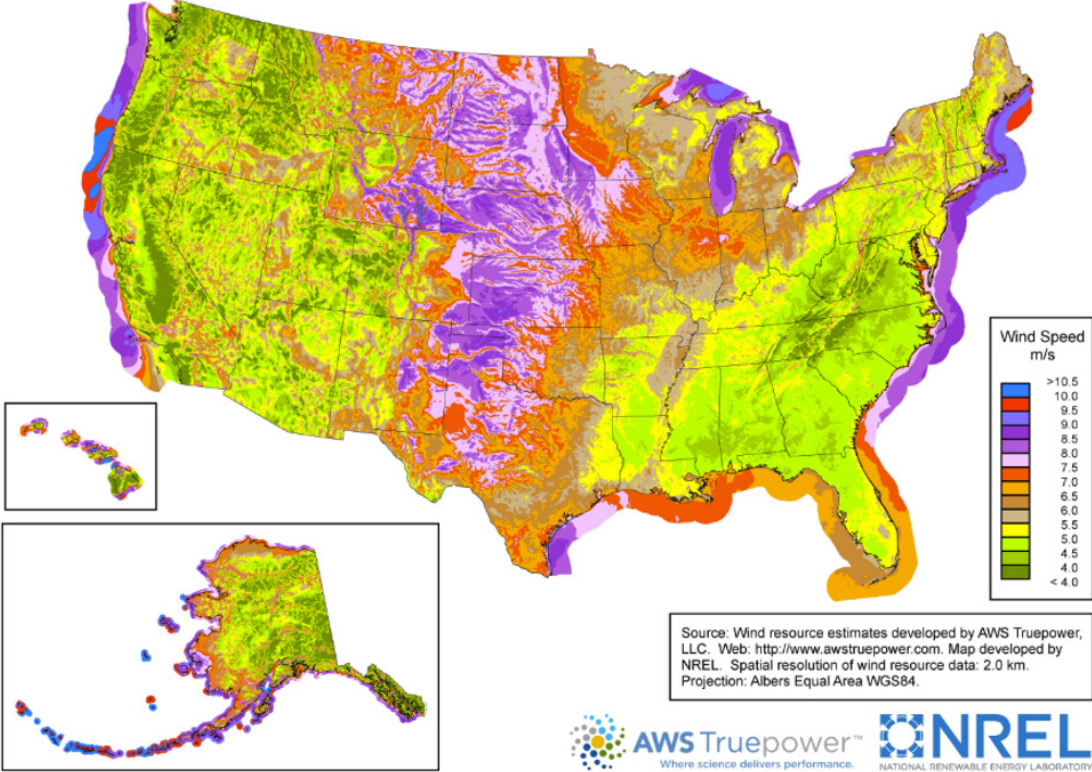 Wind Speed
m/s
>10.5
10.0
9.5
9.0
8.5
8.0
7.5
7.0
6.5
6.0
5.5
5.0
4.5
4.0
< 4.0
Source: Wind resource estimates developed by AWS Truepower,
LLC. Web: http://www.awstruepower.com. Map developed by
NREL. Spatial resolution of wind resource data: 2.0 km.
Projection: Albers Equal Area WGS84.
AWS Truepower™
Where science delivers performance.
NREL
NATIONAL RENEWABLE ENERGY LABORATORY